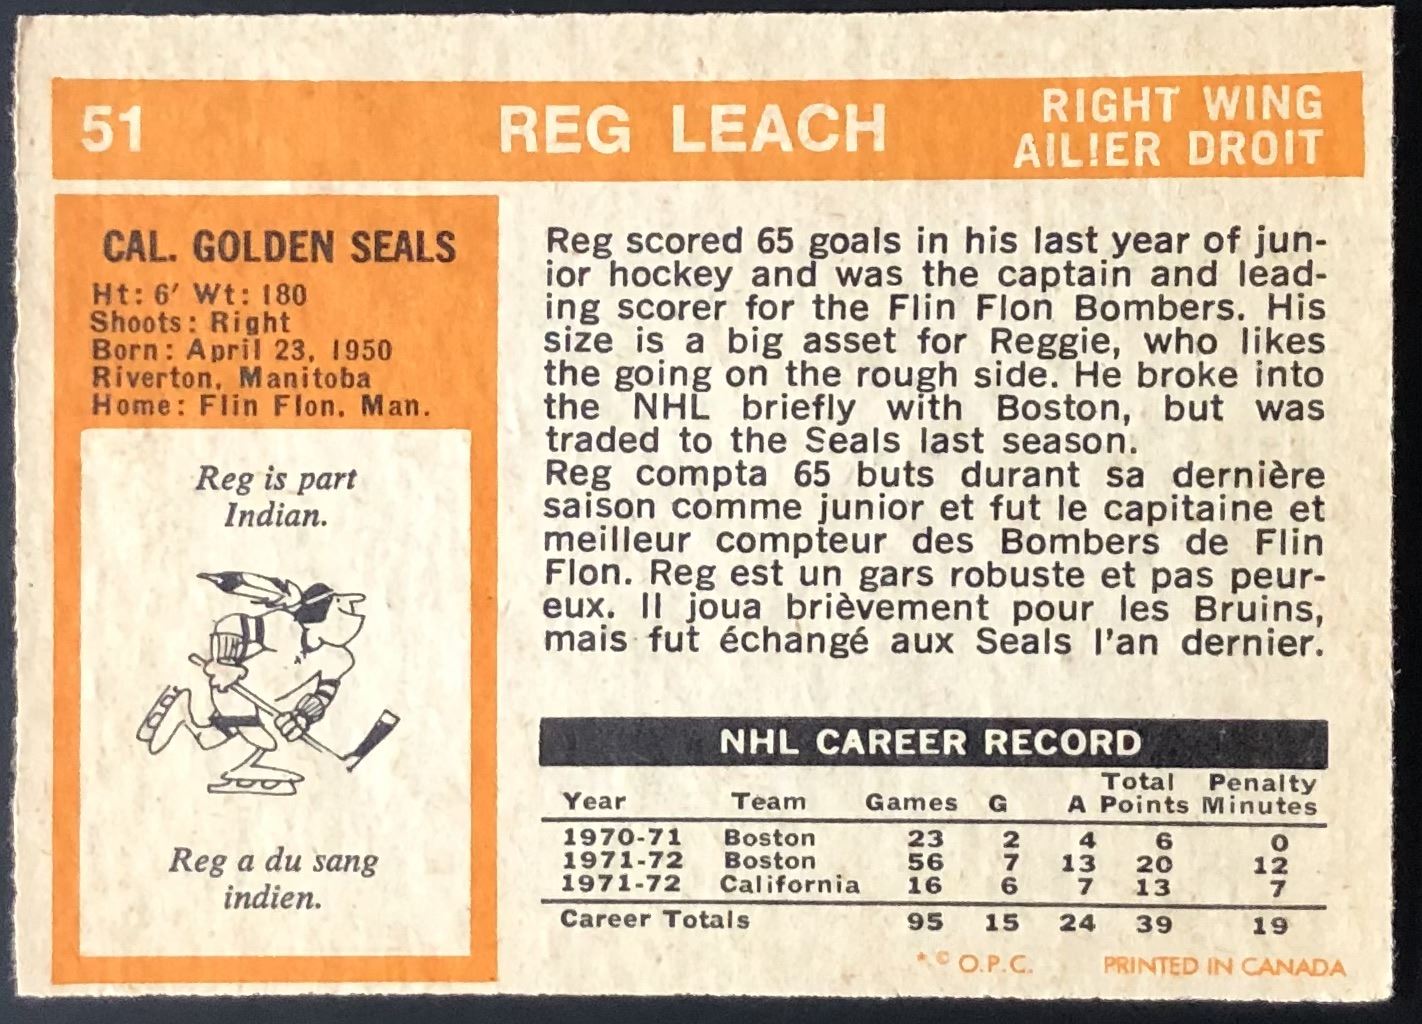 51
REG LEACH
RIGHT WING
AILIER DROIT
CAL. GOLDEN SEALS
Ht: 6' Wt: 180
Shoots: Right
Born: April 23, 1950
Riverton, Manitoba
Home: Flin Flon, Man.
Reg is part
Indian.
Reg a du sang
indien.
Reg scored 65 goals in his last year of jun-
ior hockey and was the captain and lead-
ing scorer for the Flin Flon Bombers. His
size is a big asset for Reggie, who likes
the going on the rough side. He broke into
the NHL briefly with Boston, but was
traded to the Seals last season.
Reg compta 65 buts durant sa dernière
saison comme junior et fut le capitaine et
meilleur compteur des Bombers de Flin
Flon. Reg est un gars robuste et pas peur-
eux. Il joua brièvement pour les Bruins,
mais fut échangé aux Seals l'an dernier.
NHL CAREER RECORD
Year Team Games G A Total Points Penalty Minutes
1970-71 Boston 23 2 4 6 0
1971-72 Boston 56 7 13 20 12
1971-72 California 16 6 7 13 7
Career Totals 95 15 24 39 19
* © O.P.C. PRINTED IN CANADA